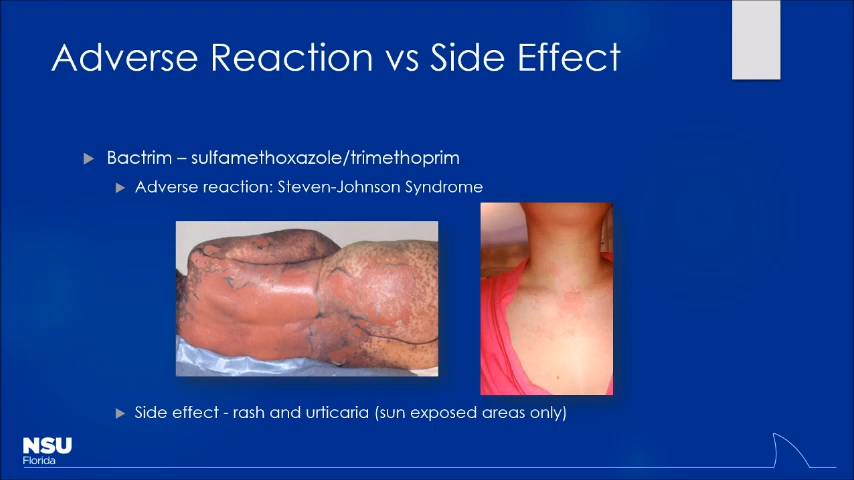 Adverse Reaction vs Side Effect
Bactrim – sulfamethoxazole/trimethoprim
Adverse reaction: Steven-Johnson Syndrome
Side effect - rash and urticaria (sun exposed areas only)
NSU
Florida